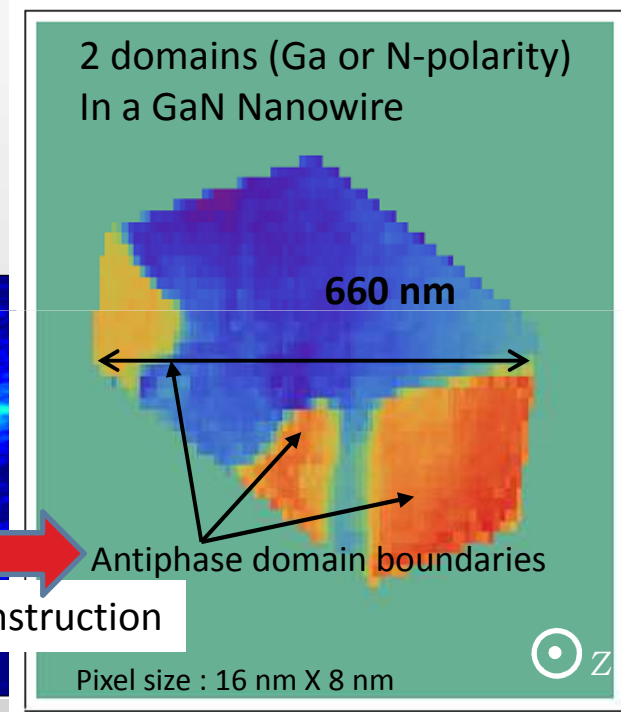 2 domains (Ga or N-polarity)
In a GaN Nanowire
660 nm
Antiphase domain boundaries
nstruction
Pixel size : 16 nm X 8 nm
Z